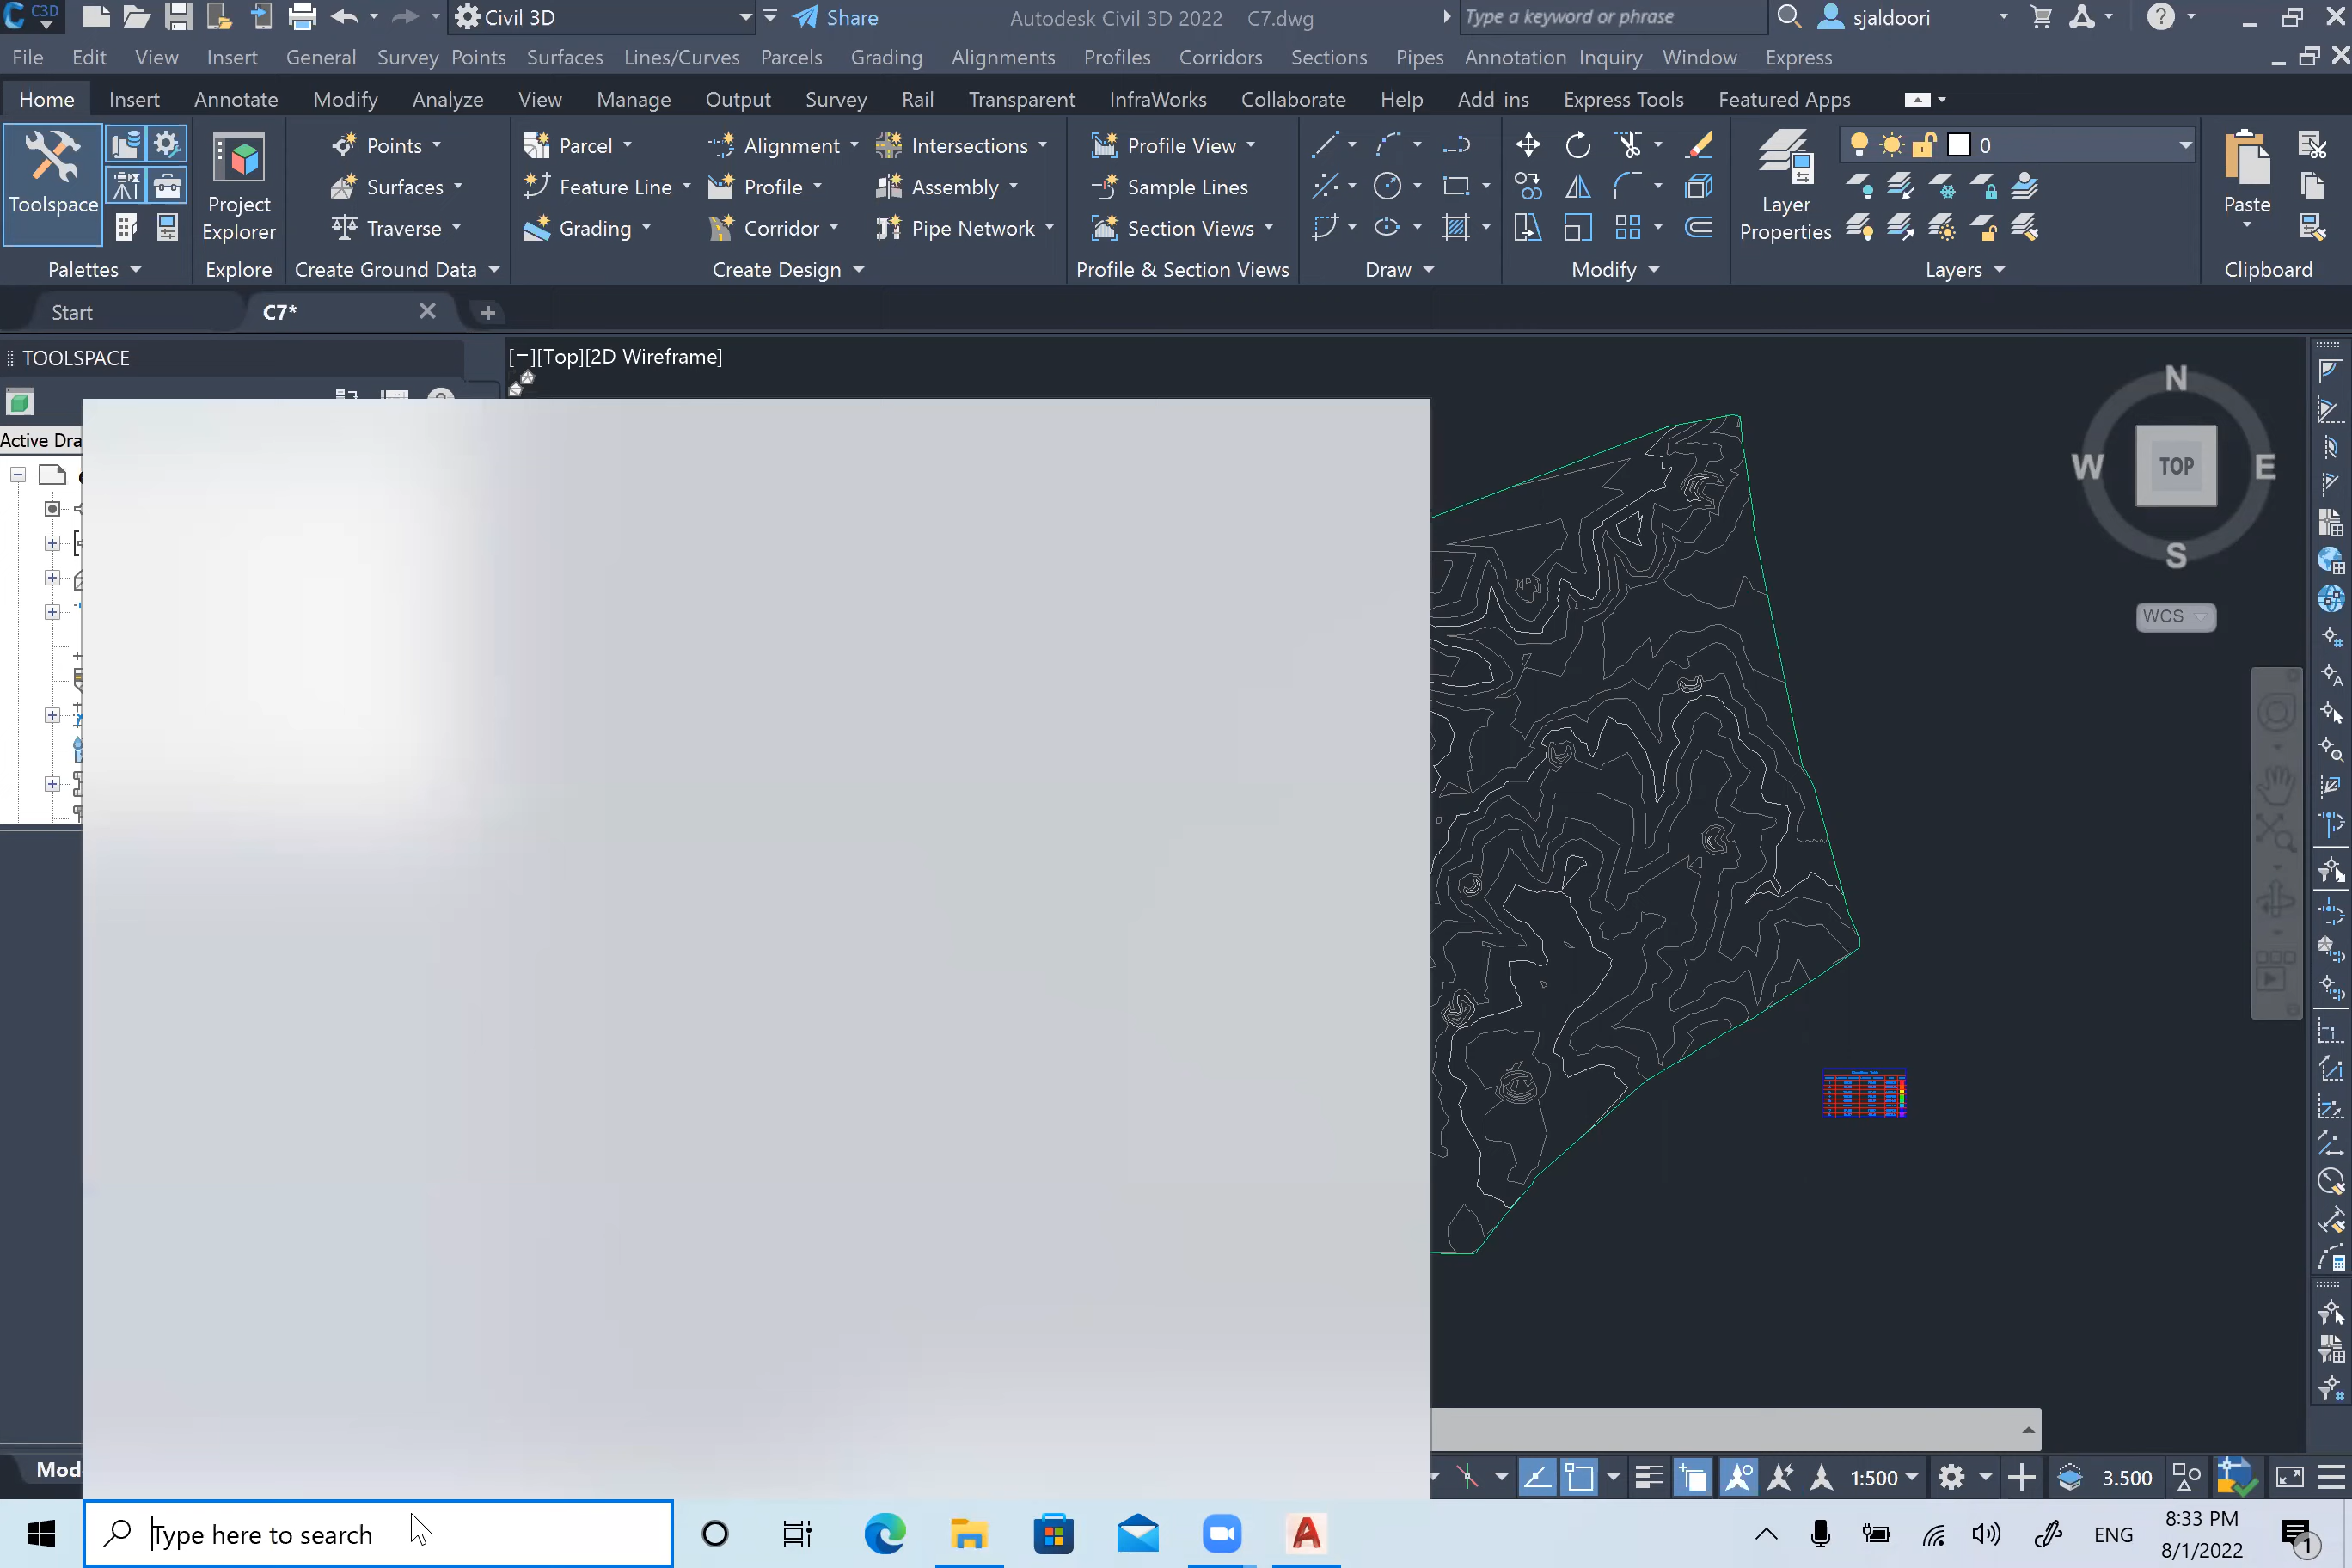 C3D
Civil 3D
Share
Autodesk Civil 3D 2022 C7.dwg
Type a keyword or phrase
sjaldoori
File Edit View Insert General Survey Points Surfaces Lines/Curves Parcels Grading Alignments Profiles Corridors Sections Pipes Annotation Inquiry Window Express
Home Insert Annotate Modify Analyze View Manage Output Survey Rail Transparent InfraWorks Collaborate Help Add-ins Express Tools Featured Apps
Toolspace
Project
Explorer
Points
Surfaces
Traverse
Parcel
Feature Line
Grading
Alignment
Profile
Corridor
Intersections
Assembly
Pipe Network
Profile View
Sample Lines
Section Views
Layer
Properties
0
Paste
Palettes Explore Create Ground Data Create Design Profile & Section Views Draw Modify Layers Clipboard
Start C7*
TOOLSPACE
[−][Top][2D Wireframe]
Active Dra
N
W TOP E
S
WCS
Mod
1:500
3.500
Type here to search
ENG
8:33 PM
8/1/2022
1